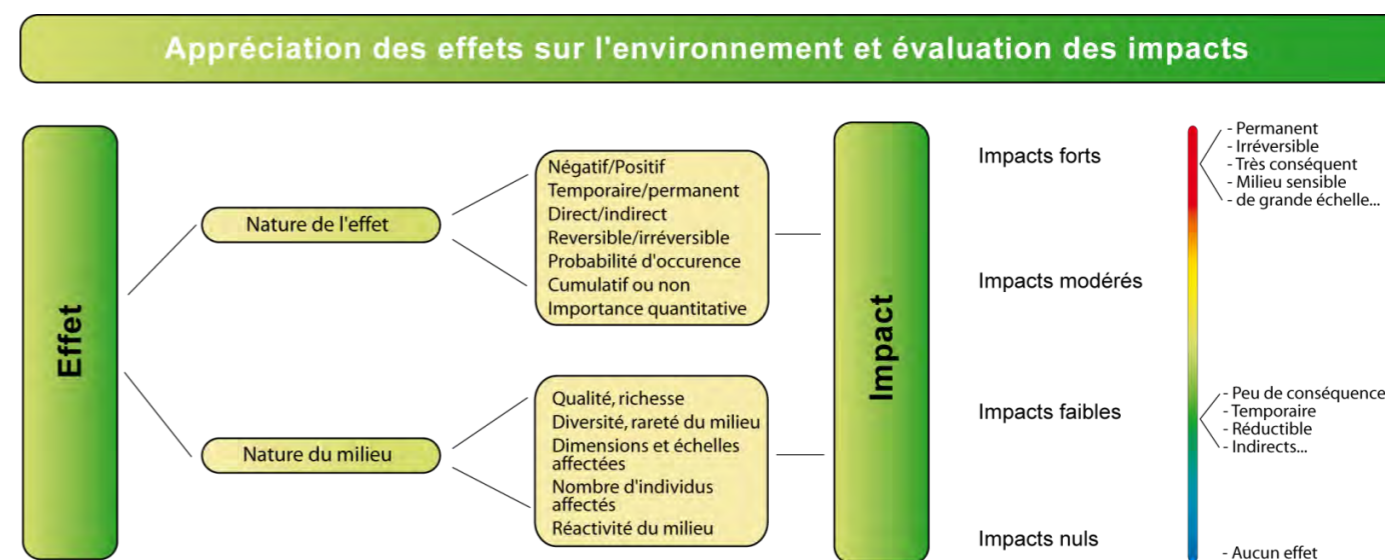 Appréciation des effets sur l'environnement et évaluation des impacts
Effet
Nature de l'effet
Négatif/Positif
Temporaire/permanent
Direct/indirect
Reversible/irréversible
Probabilité d'occurence
Cumulatif ou non
Importance quantitative
Nature du milieu
Qualité, richesse
Diversité, rareté du milieu
Dimensions et échelles
affectées
Nombre d'individus
affectés
Réactivité du milieu
Impact
Impacts forts
- Permanent
- Irréversible
- Très conséquent
- Milieu sensible
- de grande échelle...
Impacts modérés
Impacts faibles
- Peu de conséquence
- Temporaire
- Réductible
- Indirects...
Impacts nuls
- Aucun effet